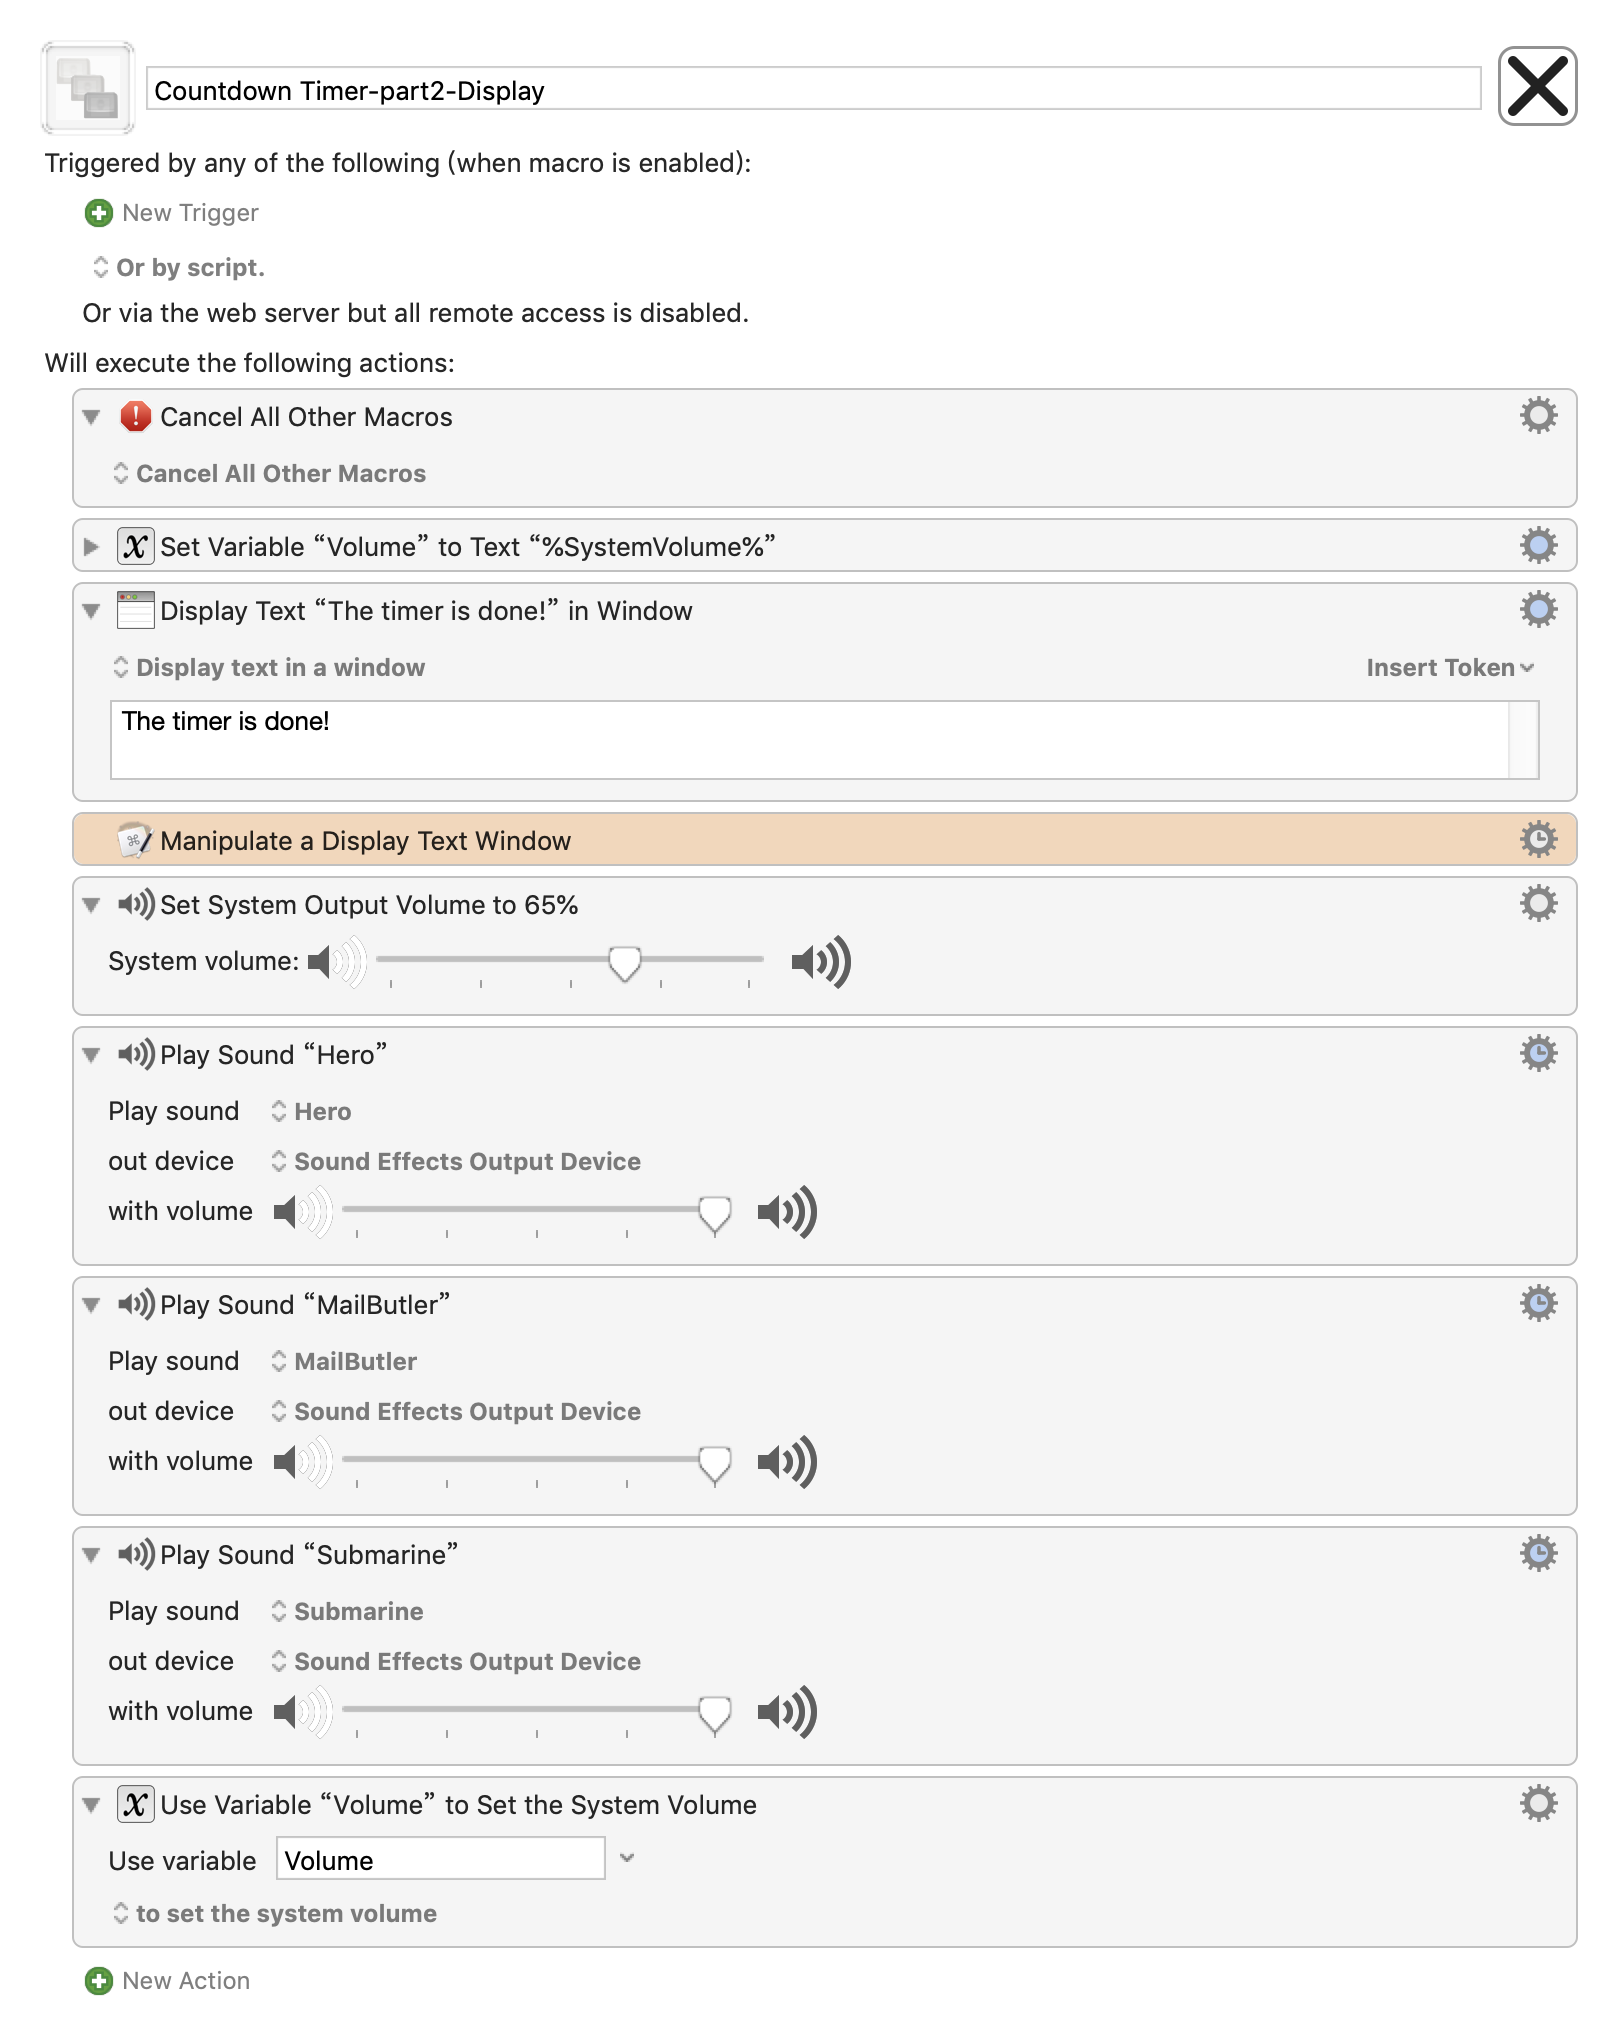 Countdown Timer-part2-Display
Triggered by any of the following (when macro is enabled):
New Trigger
Or by script.
Or via the web server but all remote access is disabled.
Will execute the following actions:
Cancel All Other Macros
Cancel All Other Macros
Set Variable “Volume” to Text “%SystemVolume%”
Display Text “The timer is done!” in Window
Display text in a window Insert Token
The timer is done!
Manipulate a Display Text Window
Set System Output Volume to 65%
System volume:
Play Sound “Hero”
Play sound Hero
out device Sound Effects Output Device
with volume
Play Sound “MailButler”
Play sound MailButler
out device Sound Effects Output Device
with volume
Play Sound “Submarine”
Play sound Submarine
out device Sound Effects Output Device
with volume
Use Variable “Volume” to Set the System Volume
Use variable Volume
to set the system volume
New Action